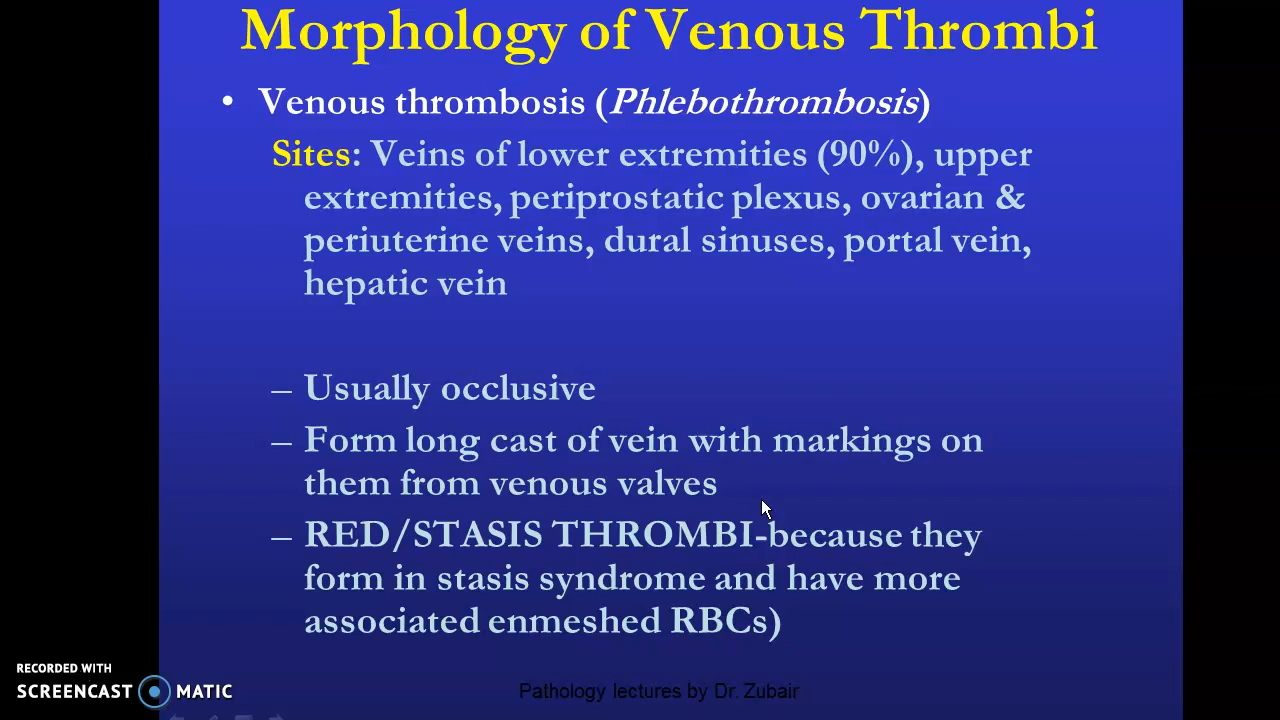 Morphology of Venous Thrombi
• Venous thrombosis (Phlebothrombosis)
Sites: Veins of lower extremities (90%), upper
extremities, periprostatic plexus, ovarian &
periuterine veins, dural sinuses, portal vein,
hepatic vein
– Usually occlusive
– Form long cast of vein with markings on
them from venous valves
– RED/STASIS THROMBI-because they
form in stasis syndrome and have more
associated enmeshed RBCs)
RECORDED WITH
SCREENCAST MATIC
Pathology lectures by Dr. Zubair